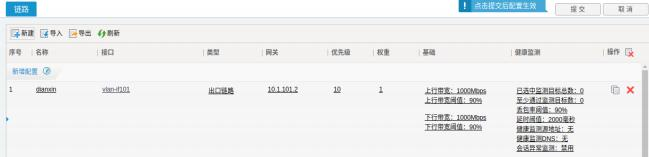 链路
点击提交后配置生效
提 交
取 消
新建 导入 导出 刷新
序号 名称 接口 类型 网关 优先级 权重 基础 健康监测 操作
新增配置
1 dianxin vlan-if101 出口链路 10.1.101.2 10 1
上行带宽：1000Mbps
上行带宽阈值：90%
下行带宽：1000Mbps
下行带宽阈值：90%
已选中监测目标总数：0
至少通过监测目标数：0
丢包率阈值：90%
延时阈值：2000毫秒
健康监测源地址：无
健康监测DNS：无
会话异常监测：禁用